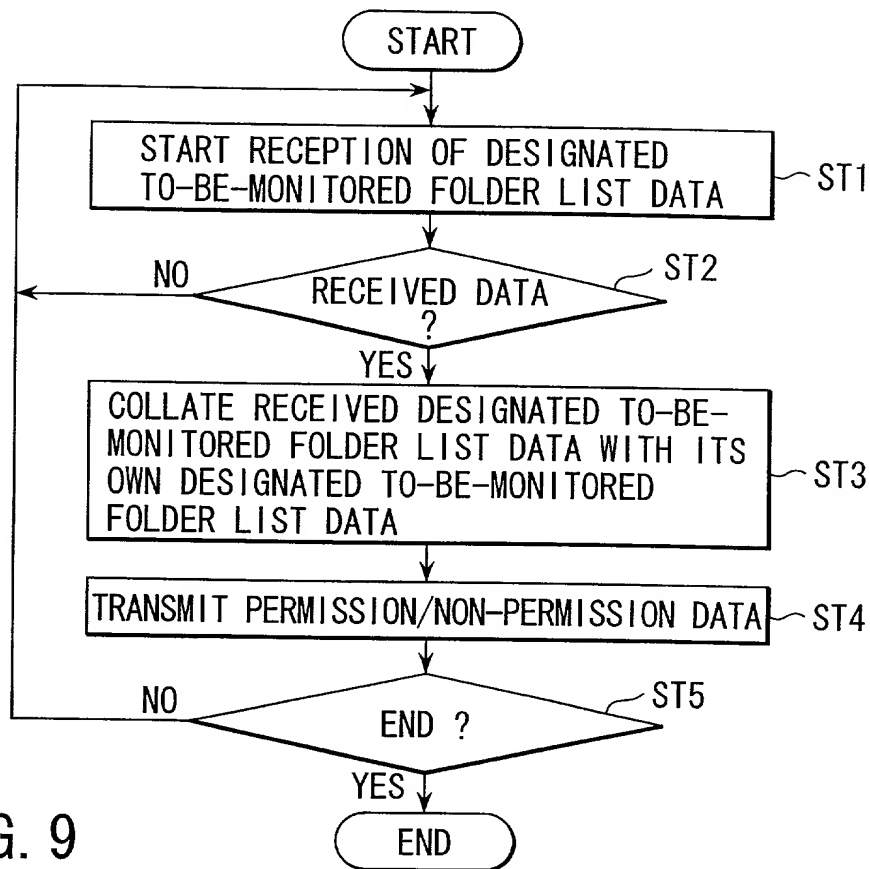 START
START RECEPTION OF DESIGNATED
TO-BE-MONITORED FOLDER LIST DATA
ST1
NO
RECEIVED DATA
?
ST2
YES
COLLATE RECEIVED DESIGNATED TO-BE-
MONITORED FOLDER LIST DATA WITH ITS
OWN DESIGNATED TO-BE-MONITORED
FOLDER LIST DATA
ST3
TRANSMIT PERMISSION/NON-PERMISSION DATA
ST4
NO
END ?
ST5
YES
END
G. 9